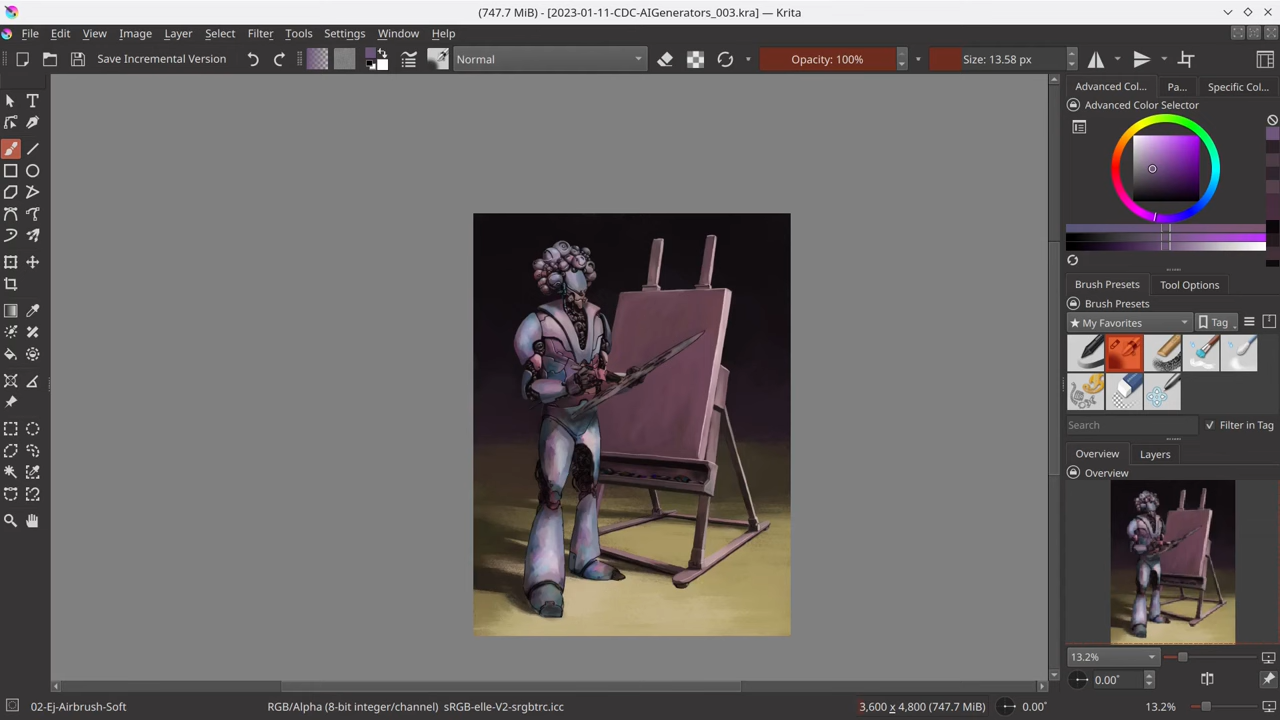 (747.7 MiB) - [2023-01-11-CDC-AIGenerators_003.kra] — Krita
File Edit View Image Layer Select Filter Tools Settings Window Help
Save Incremental Version Normal Opacity: 100% Size: 13.58 px
Advanced Col... Pa... Specific Col...
Advanced Color Selector
Brush Presets Tool Options
Brush Presets
★ My Favorites Tag
Search Filter in Tag
Overview Layers
Overview
13.2%
0.00°
02-Ej-Airbrush-Soft RGB/Alpha (8-bit integer/channel) sRGB-elle-V2-srgbtrc.icc 3,600 x 4,800 (747.7 MiB) 0.00° 13.2%